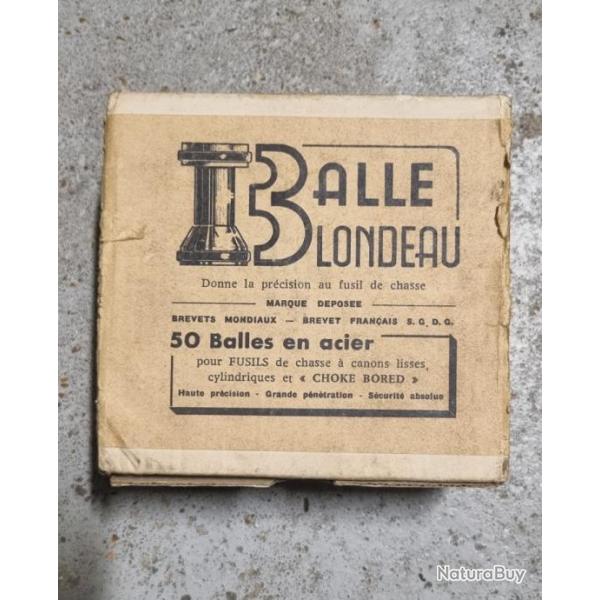 BALLE
BLONDEAU
Donne la précision au fusil de chasse
MARQUE DEPOSEE
BREVETS MONDIAUX — BREVET FRANÇAIS S. G. D. G.
50 Balles en acier
pour FUSILS de chasse à canons lisses,
cylindriques et « CHOKE BORED »
Haute précision - Grande pénétration - Sécurité absolue
NaturaBuy